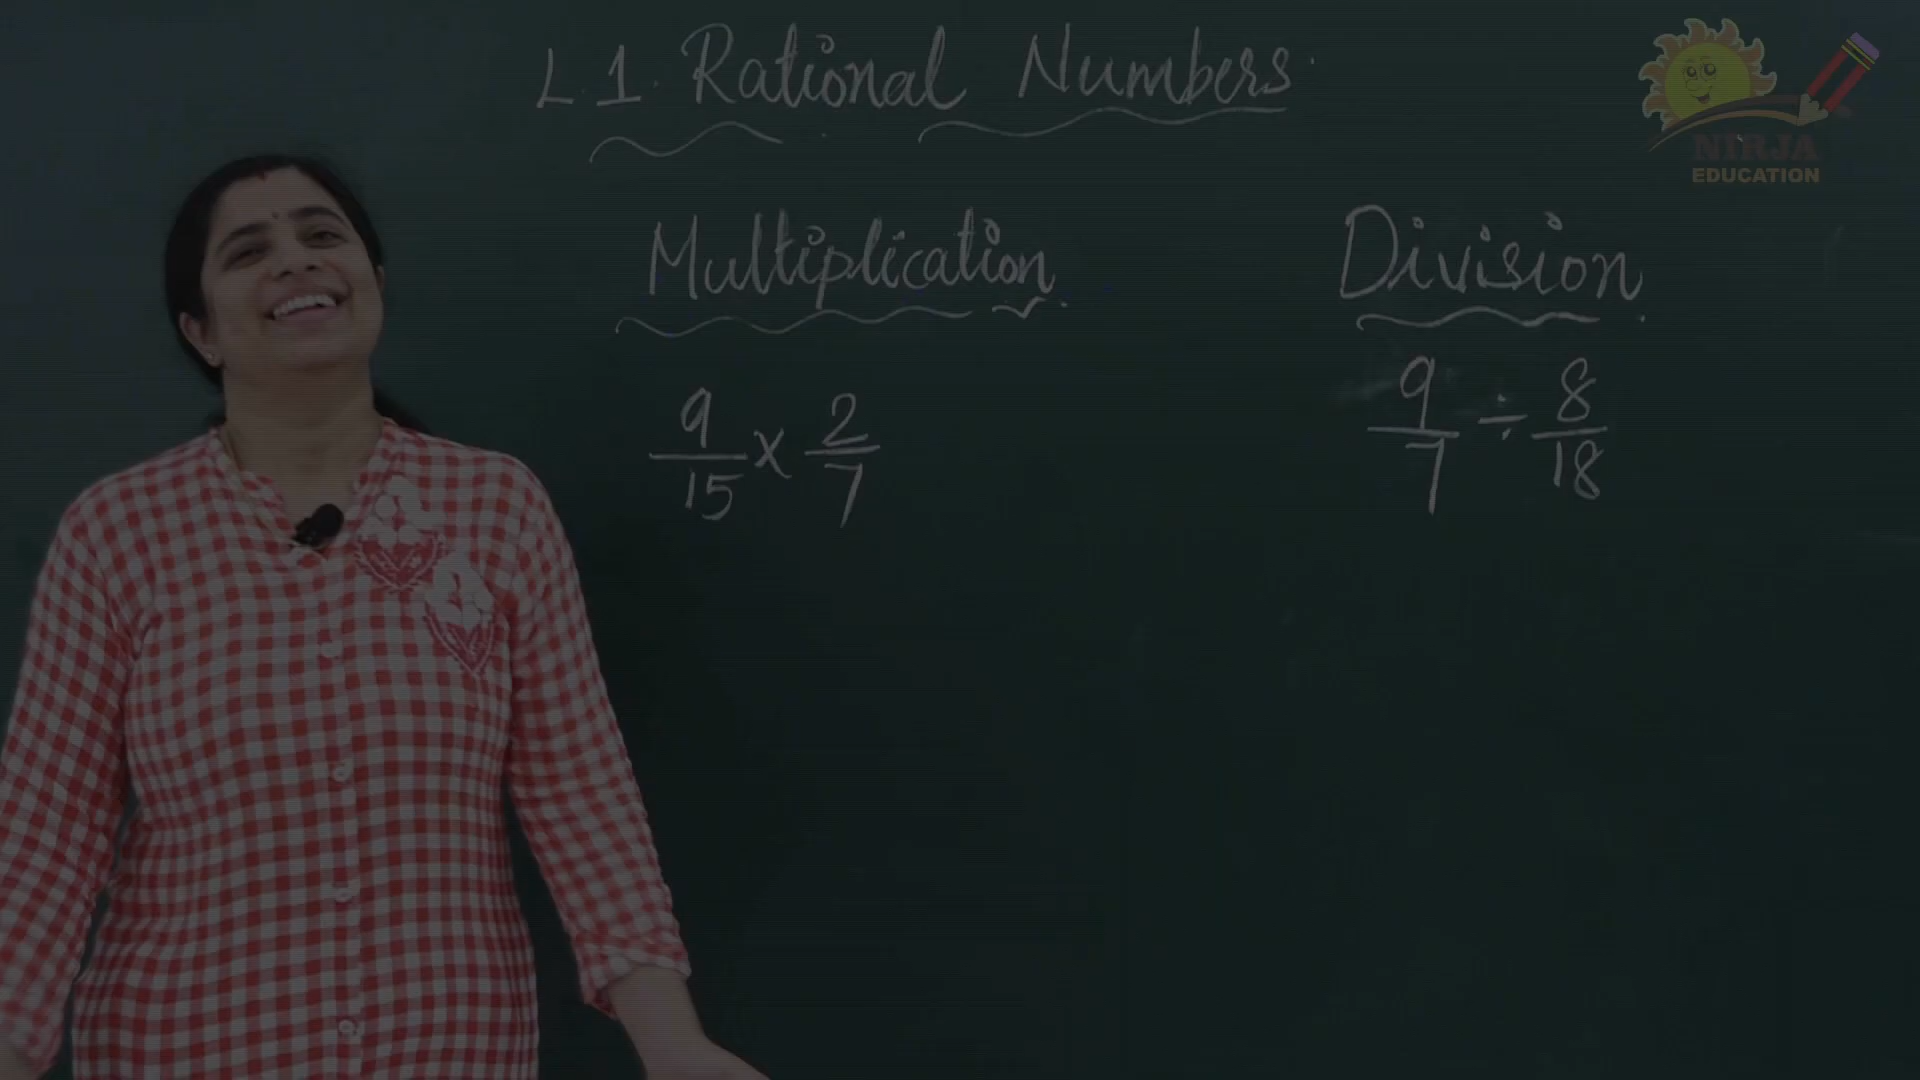 L.1. Rational Numbers.
NIRJA
EDUCATION
Multiplication.
Division.
9/15 x 2/7
9/7 ÷ 8/18